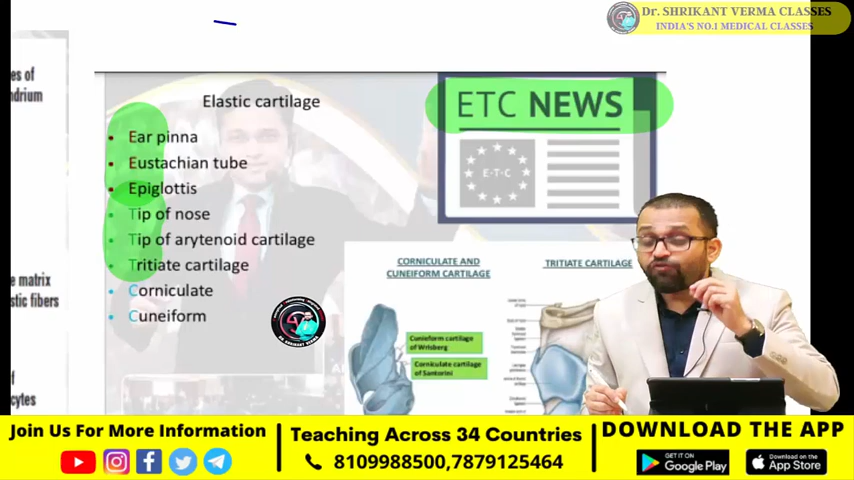 Dr. SHRIKANT VERMA CLASSES
INDIA'S NO.1 MEDICAL CLASSES
es of
ndrium
Elastic cartilage
Ear pinna
Eustachian tube
Epiglottis
Tip of nose
Tip of arytenoid cartilage
Tritiate cartilage
Corniculate
Cuneiform
ETC NEWS
E-T-C
e matrix
stic fibers
of
cytes
CORNICULATE AND
CUNEIFORM CARTILAGE
Cunieform cartilage
of Wrisberg
Corniculate cartilage
of Santorini
TRITIATE CARTILAGE
Join Us For More Information
Teaching Across 34 Countries
8109988500,7879125464
DOWNLOAD THE APP
GET IT ON
Google Play
Download on the
App Store